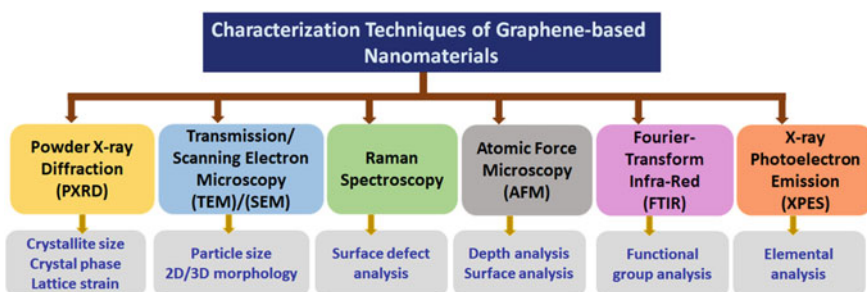 Characterization Techniques of Graphene-based
Nanomaterials
Powder X-ray
Diffraction
(PXRD)
Transmission/
Scanning Electron
Microscopy
(TEM)/(SEM)
Raman
Spectroscopy
Atomic Force
Microscopy
(AFM)
Fourier-
Transform
Infra-Red
(FTIR)
X-ray
Photoelectron
Emission
(XPES)
Crystallite size
Crystal phase
Lattice strain
Particle size
2D/3D morphology
Surface defect
analysis
Depth analysis
Surface analysis
Functional
group analysis
Elemental
analysis